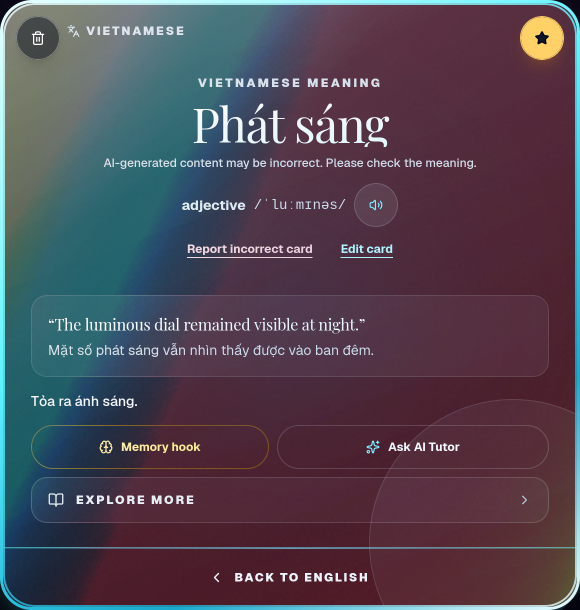 VIETNAMESE
VIETNAMESE MEANING
Phát sáng
AI-generated content may be incorrect. Please check the meaning.
adjective /ˈluːmɪnəs/
Report incorrect card Edit card
“The luminous dial remained visible at night.”
Mặt số phát sáng vẫn nhìn thấy được vào ban đêm.
Tỏa ra ánh sáng.
Memory hook Ask AI Tutor
EXPLORE MORE
BACK TO ENGLISH